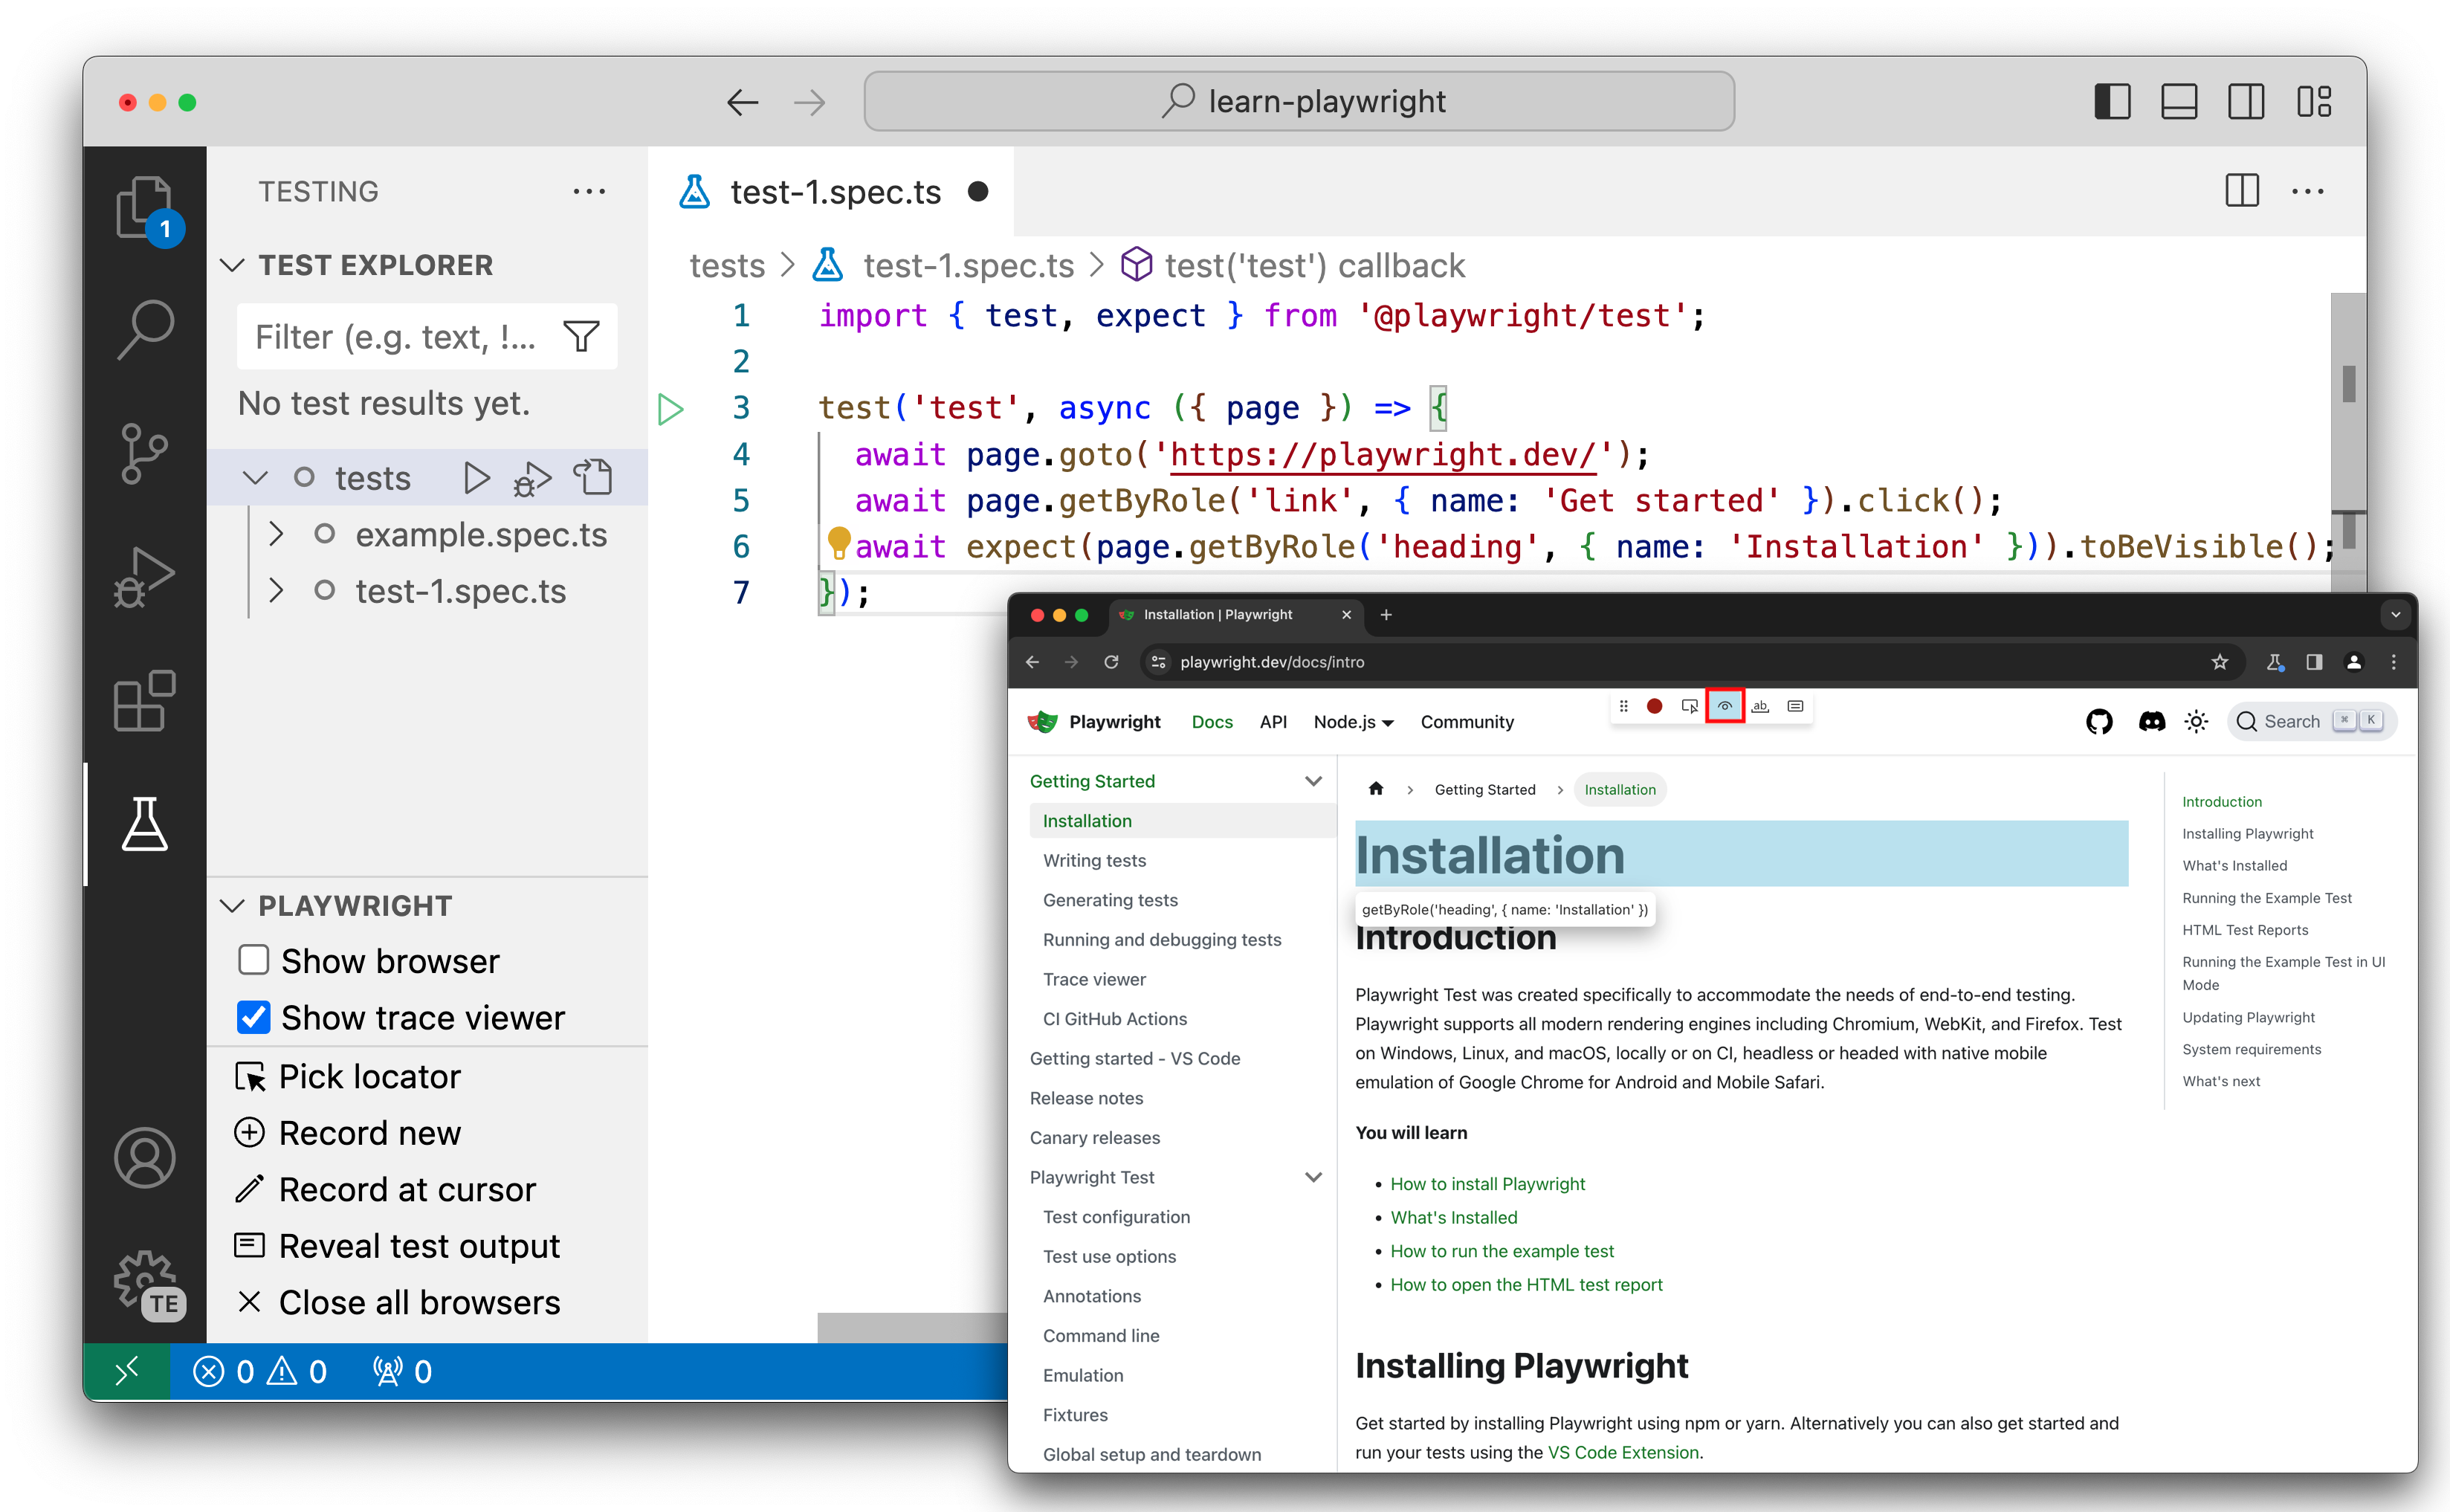 learn-playwright
1
TESTING
TEST EXPLORER
Filter (e.g. text, !...
No test results yet.
tests
example.spec.ts
test-1.spec.ts
PLAYWRIGHT
Show browser
Show trace viewer
Pick locator
Record new
Record at cursor
Reveal test output
Close all browsers
TE
0 0 0
test-1.spec.ts
tests > test-1.spec.ts > test('test') callback
1 import { test, expect } from '@playwright/test';
2
3 test('test', async ({ page }) => {
4 await page.goto('https://playwright.dev/');
5 await page.getByRole('link', { name: 'Get started' }).click();
6 await expect(page.getByRole('heading', { name: 'Installation' })).toBeVisible();
7 });
Installation | Playwright
playwright.dev/docs/intro
Playwright Docs API Node.js Community
ab
Search ⌘ K
Getting Started
Installation
Writing tests
Generating tests
Running and debugging tests
Trace viewer
CI GitHub Actions
Getting started - VS Code
Release notes
Canary releases
Playwright Test
Test configuration
Test use options
Annotations
Command line
Emulation
Fixtures
Global setup and teardown
Getting Started > Installation
Installation
getByRole('heading', { name: 'Installation' })
Introduction
Playwright Test was created specifically to accommodate the needs of end-to-end testing.
Playwright supports all modern rendering engines including Chromium, WebKit, and Firefox. Test
on Windows, Linux, and macOS, locally or on CI, headless or headed with native mobile
emulation of Google Chrome for Android and Mobile Safari.
You will learn
How to install Playwright
What's Installed
How to run the example test
How to open the HTML test report
Installing Playwright
Get started by installing Playwright using npm or yarn. Alternatively you can also get started and
run your tests using the VS Code Extension.
Introduction
Installing Playwright
What's Installed
Running the Example Test
HTML Test Reports
Running the Example Test in UI
Mode
Updating Playwright
System requirements
What's next